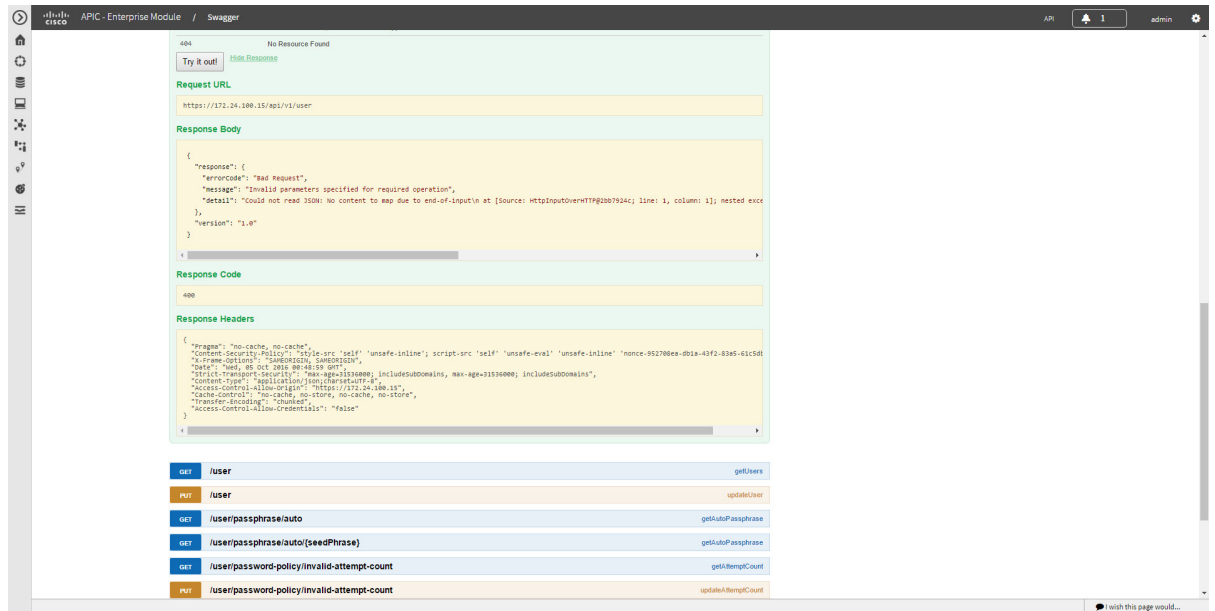 cisco APIC - Enterprise Module / Swagger API 1 admin
404 No Resource Found
Try it out! Hide Response
Request URL
https://172.24.100.15/api/v1/user
Response Body
{
"response": {
"errorCode": "Bad Request",
"message": "Invalid parameters specified for required operation",
"detail": "Could not read JSON: No content to map due to end-of-input\n at [Source: HttpInputOverHTTP@2bb7924c; line: 1, column: 1]; nested exce
},
"version": "1.0"
}
Response Code
400
Response Headers
{
"Pragma": "no-cache, no-cache",
"Content-Security-Policy": "style-src 'self' 'unsafe-inline'; script-src 'self' 'unsafe-eval' 'unsafe-inline' 'nonce-952708ea-db1a-43f2-83a5-61c5d
"X-Frame-Options": "SAMEORIGIN, SAMEORIGIN",
"Date": "Wed, 05 Oct 2016 00:48:59 GMT",
"Strict-Transport-Security": "max-age=31536000; includeSubDomains, max-age=31536000; includeSubDomains",
"Content-Type": "application/json;charset=UTF-8",
"Access-Control-Allow-Origin": "https://172.24.100.15",
"Cache-Control": "no-cache, no-store, no-cache, no-store",
"Transfer-Encoding": "chunked",
"Access-Control-Allow-Credentials": "false"
}
GET /user getUsers
PUT /user updateUser
GET /user/passphrase/auto getAutoPassphrase
GET /user/passphrase/auto/{seedPhrase} getAutoPassphrase
GET /user/password-policy/invalid-attempt-count getAttemptCount
PUT /user/password-policy/invalid-attempt-count updateAttemptCount
I wish this page would...